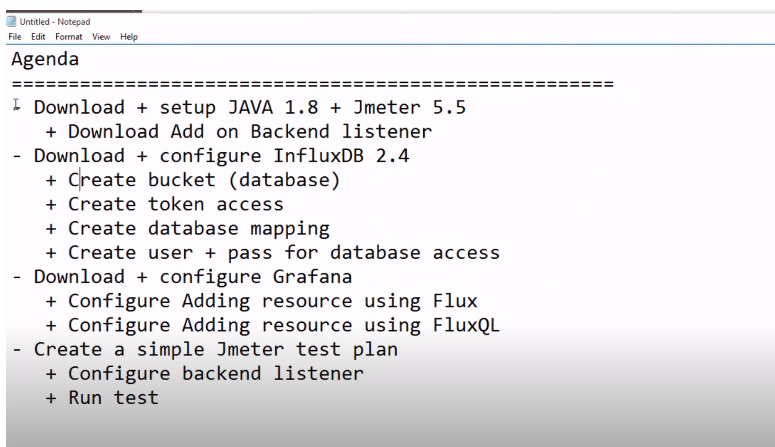 Untitled - Notepad
File Edit Format View Help
Agenda
=====================================================
- Download + setup JAVA 1.8 + Jmeter 5.5
+ Download Add on Backend listener
- Download + configure InfluxDB 2.4
+ Create bucket (database)
+ Create token access
+ Create database mapping
+ Create user + pass for database access
- Download + configure Grafana
+ Configure Adding resource using Flux
+ Configure Adding resource using FluxQL
- Create a simple Jmeter test plan
+ Configure backend listener
+ Run test